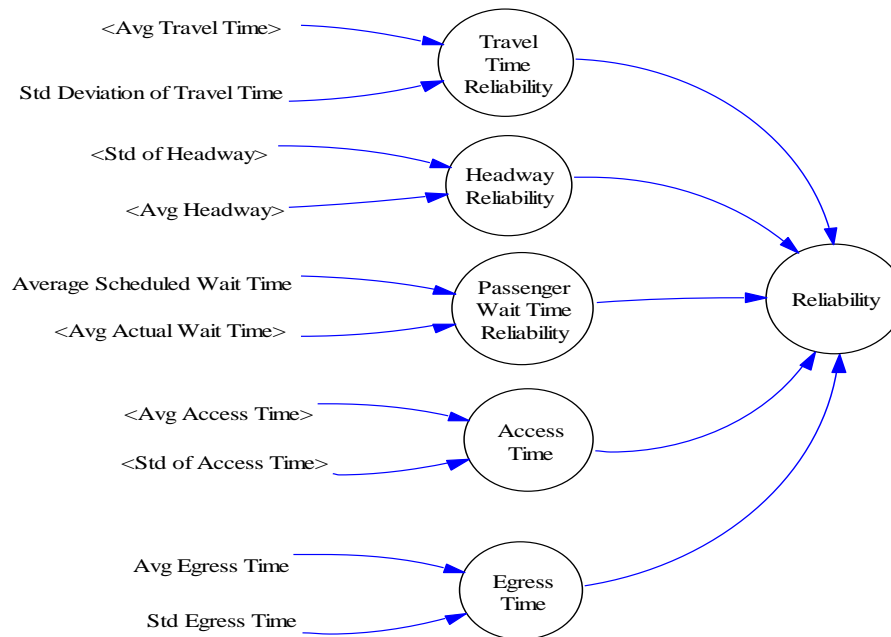 <Avg Travel Time>
Std Deviation of Travel Time
Travel
Time
Reliability
<Std of Headway>
<Avg Headway>
Headway
Reliability
Average Scheduled Wait Time
<Avg Actual Wait Time>
Passenger
Wait Time
Reliability
Reliability
<Avg Access Time>
<Std of Access Time>
Access
Time
Avg Egress Time
Std Egress Time
Egress
Time